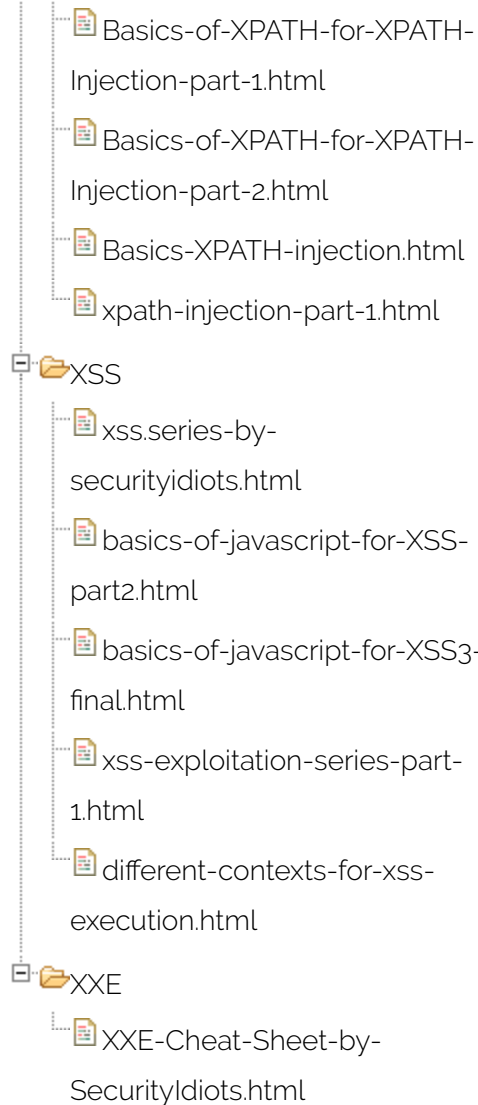 Basics-of-XPATH-for-XPATH-
Injection-part-1.html
Basics-of-XPATH-for-XPATH-
Injection-part-2.html
Basics-XPATH-injection.html
xpath-injection-part-1.html
XSS
xss.series-by-
securityidiots.html
basics-of-javascript-for-XSS-
part2.html
basics-of-javascript-for-XSS3-
final.html
xss-exploitation-series-part-
1.html
different-contexts-for-xss-
execution.html
XXE
XXE-Cheat-Sheet-by-
SecurityIdiots.html